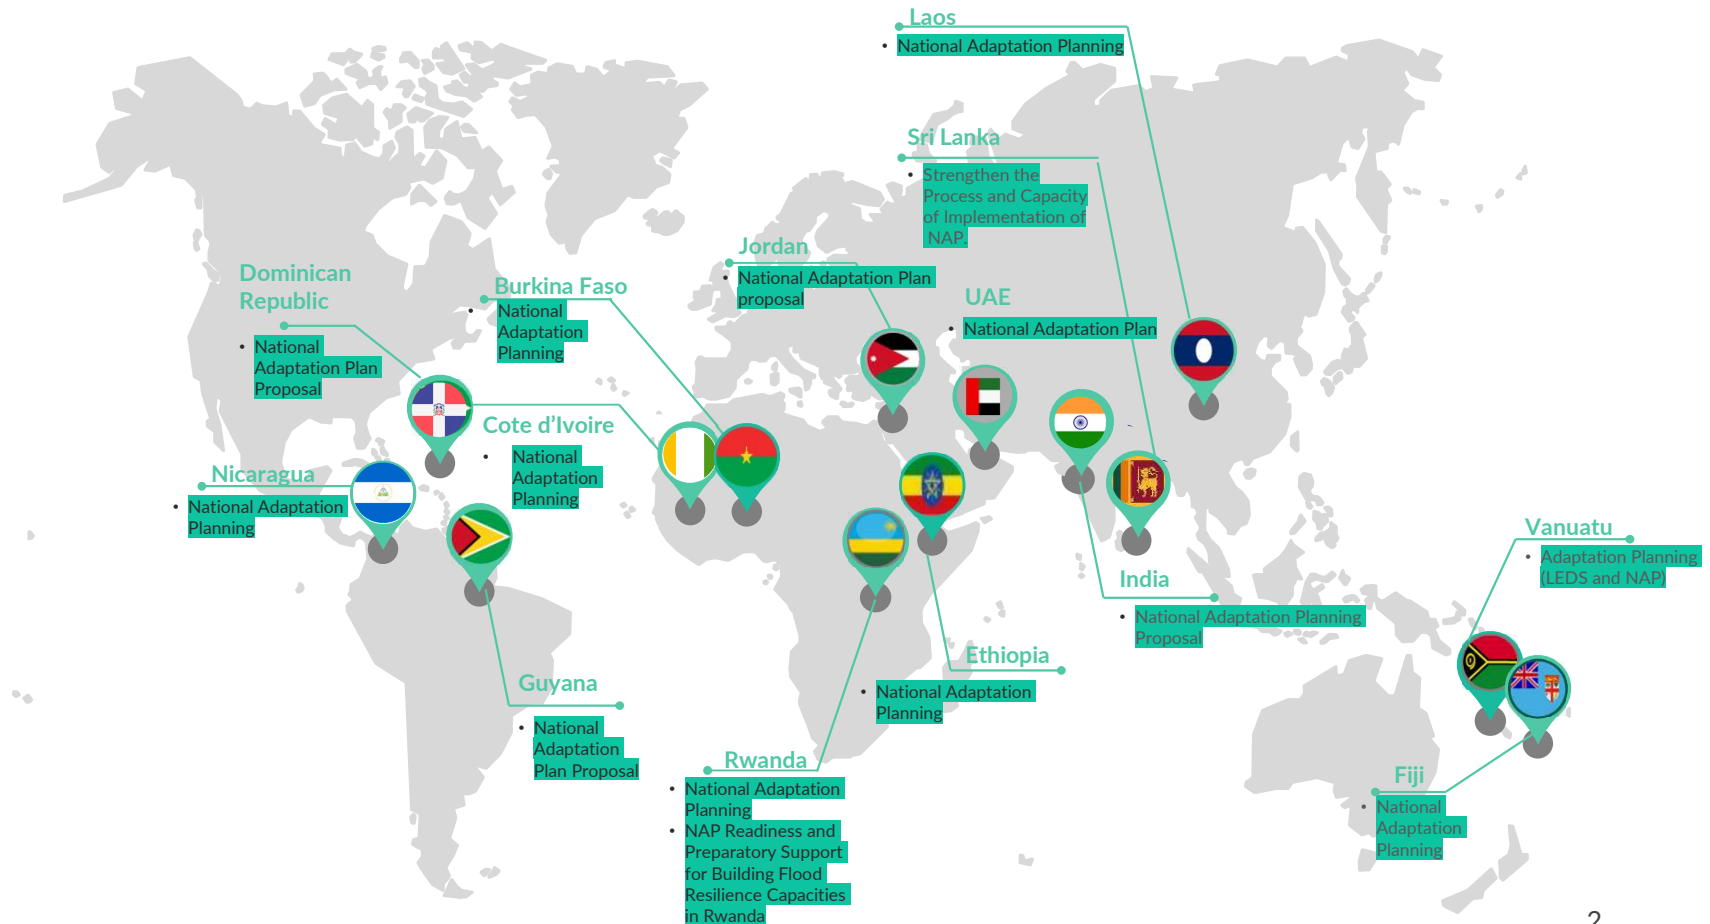 Laos
• National Adaptation Planning
Sri Lanka
• Strengthen the
Process and Capacity
of Implementation of
NAP.
Jordan
• National Adaptation Plan
proposal
UAE
• National Adaptation Plan
Dominican
Republic
• National
Adaptation Plan
Proposal
Burkina Faso
• National
Adaptation
Planning
Cote d’Ivoire
• National
Adaptation
Planning
Nicaragua
• National Adaptation
Planning
Guyana
• National
Adaptation
Plan Proposal
Rwanda
• National Adaptation
Planning
• NAP Readiness and
Preparatory Support
for Building Flood
Resilience Capacities
in Rwanda
Ethiopia
• National Adaptation
Planning
India
• National Adaptation Planning
Proposal
Vanuatu
• Adaptation Planning
(LEDS and NAP)
Fiji
• National
Adaptation
Planning
2